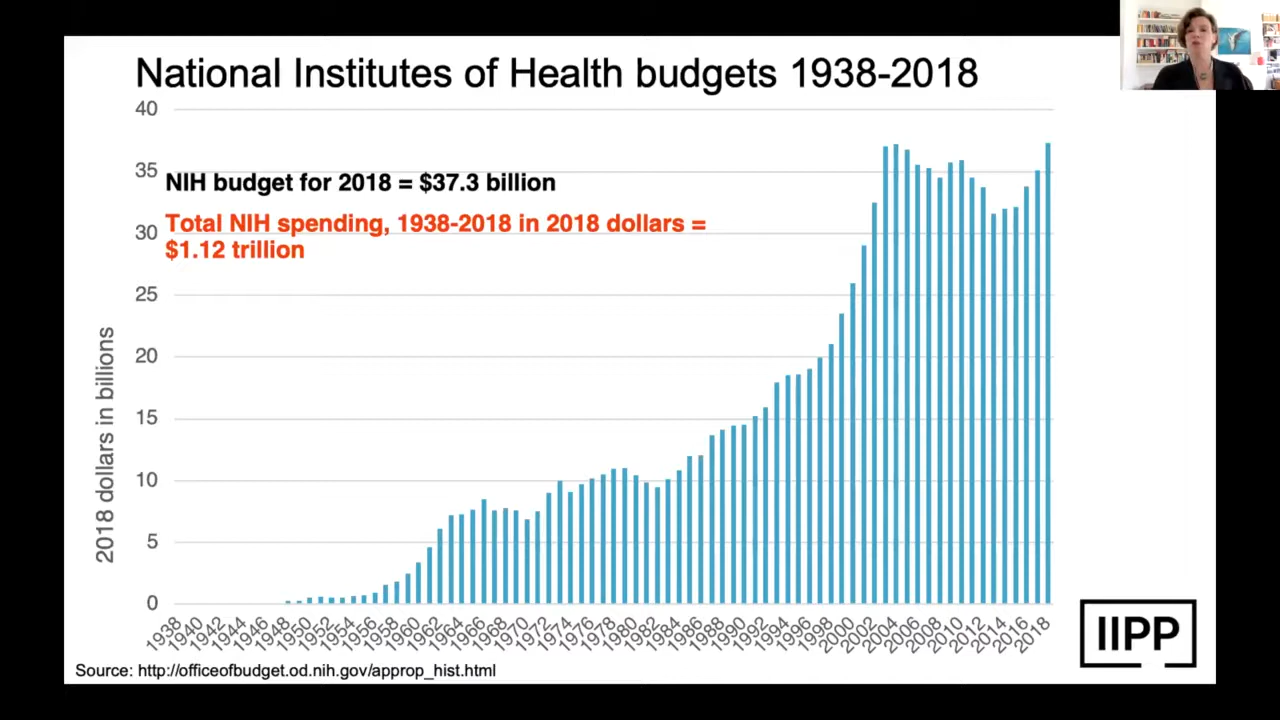 National Institutes of Health budgets 1938-2018
40
35
NIH budget for 2018 = $37.3 billion
Total NIH spending, 1938-2018 in 2018 dollars =
30
$1.12 trillion
25
20
15
10
5
0
2018 dollars in billions
1938 1940 1942 1944 1946 1948 1950 1952 1954 1956 1958 1960 1962 1964 1966 1968 1970 1972 1974 1976 1978 1980 1982 1984 1986 1988 1990 1992 1994 1996 1998 2000 2002 2004 2006 2008 2010 2012 2014 2016 2018
IIPP
Source: http://officeofbudget.od.nih.gov/approp_hist.html